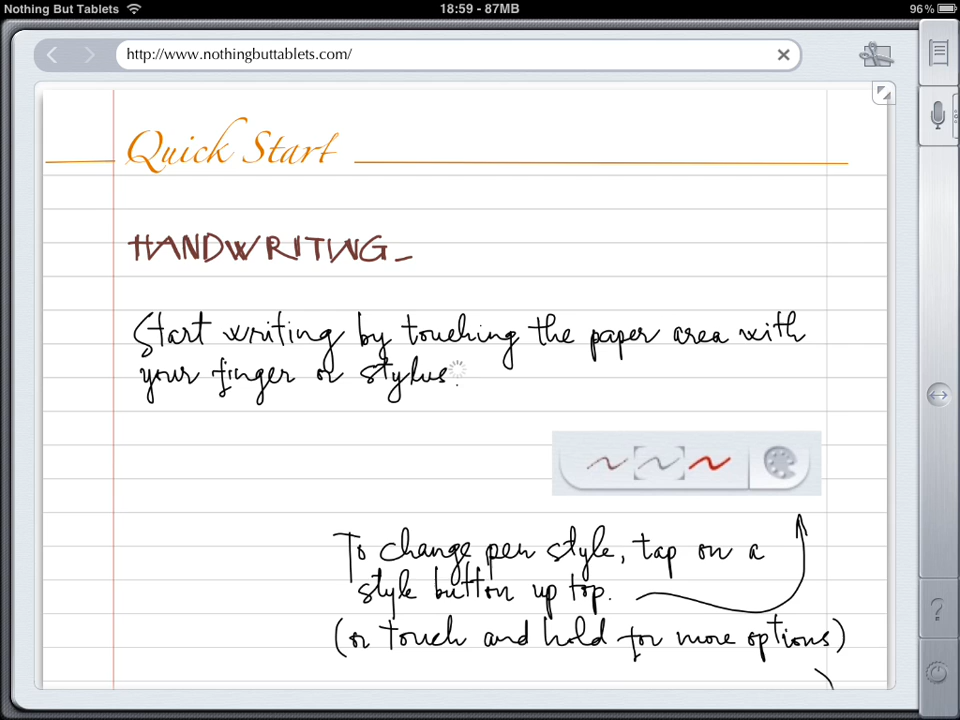 Nothing But Tablets 18:59 - 87MB 96%
http://www.nothingbuttablets.com/
Quick Start
HANDWRITING_
Start writing by touching the paper area with
your finger or stylus.
To change pen style, tap on a
style button up top.
(or touch and hold for more options)
?